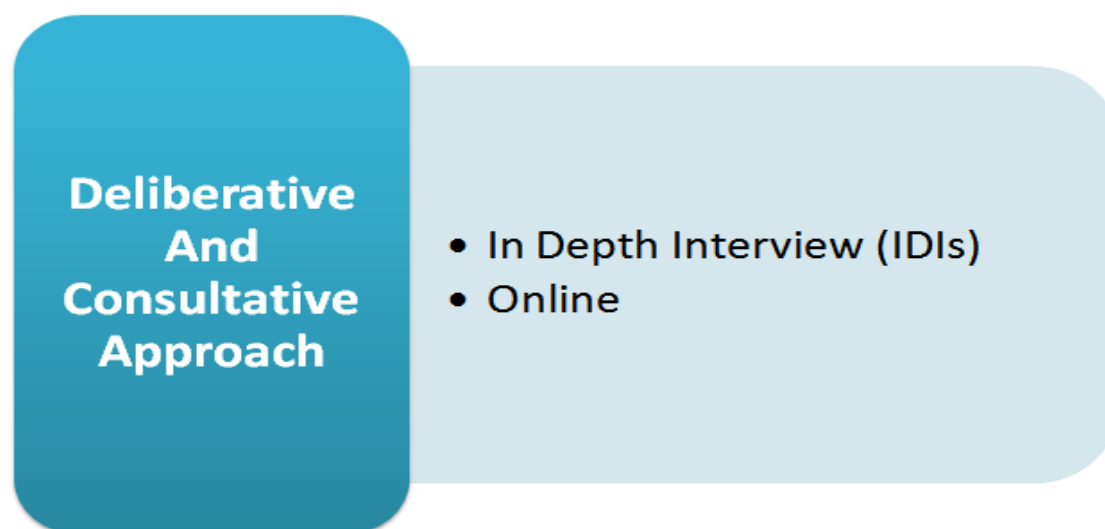 Deliberative
And
Consultative
Approach
• In Depth Interview (IDIs)
• Online